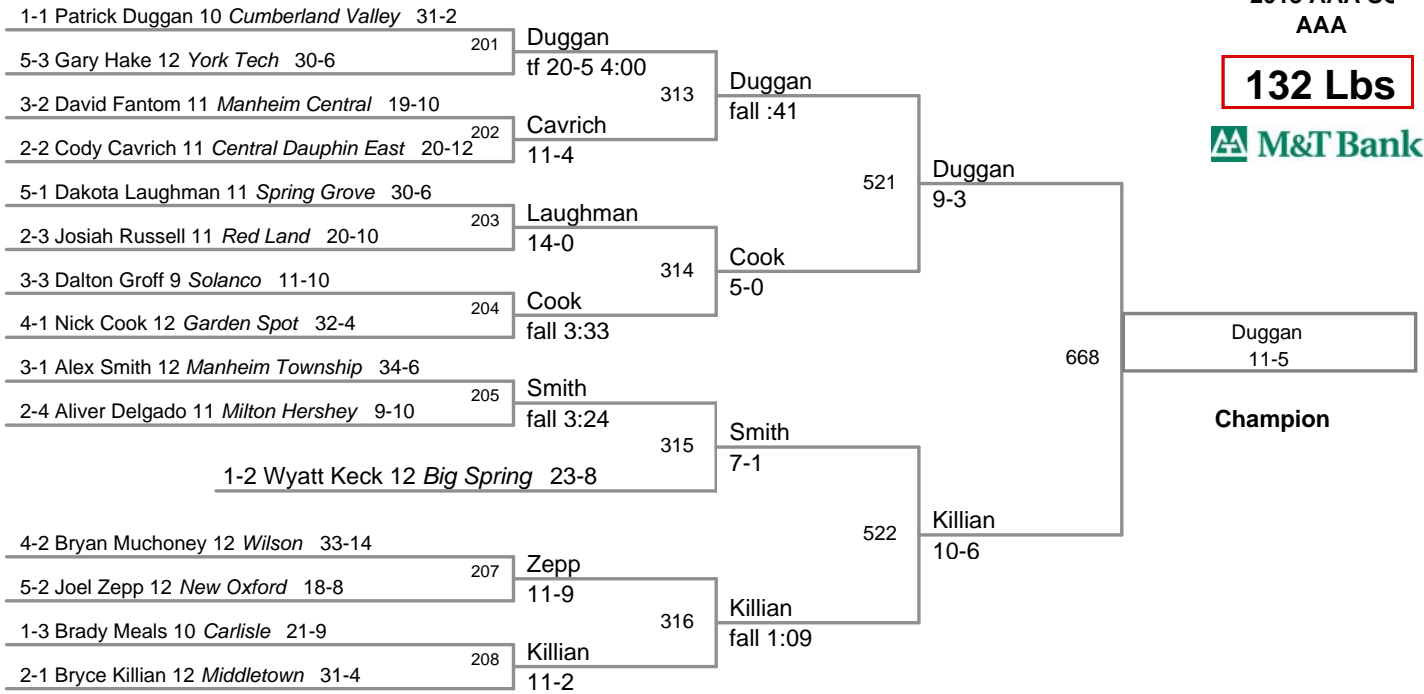 2013 AAA
AAA
132 Lbs
M&T Bank
1-1 Patrick Duggan 10 Cumberland Valley 31-2
201
5-3 Gary Hake 12 York Tech 30-6
Duggan
tf 20-5 4:00
3-2 David Fantom 11 Manheim Central 19-10
202
2-2 Cody Cavrich 11 Central Dauphin East 20-12
Cavrich
11-4
313
Duggan
fall :41
5-1 Dakota Laughman 11 Spring Grove 30-6
203
2-3 Josiah Russell 11 Red Land 20-10
Laughman
14-0
3-3 Dalton Groff 9 Solanco 11-10
204
4-1 Nick Cook 12 Garden Spot 32-4
Cook
fall 3:33
314
Cook
5-0
521
Duggan
9-3
3-1 Alex Smith 12 Manheim Township 34-6
205
2-4 Aliver Delgado 11 Milton Hershey 9-10
Smith
fall 3:24
315
1-2 Wyatt Keck 12 Big Spring 23-8
Smith
7-1
4-2 Bryan Muchoney 12 Wilson 33-14
207
5-2 Joel Zepp 12 New Oxford 18-8
Zepp
11-9
1-3 Brady Meals 10 Carlisle 21-9
208
2-1 Bryce Killian 12 Middletown 31-4
Killian
11-2
316
Killian
fall 1:09
522
Killian
10-6
668
Duggan
11-5
Champion